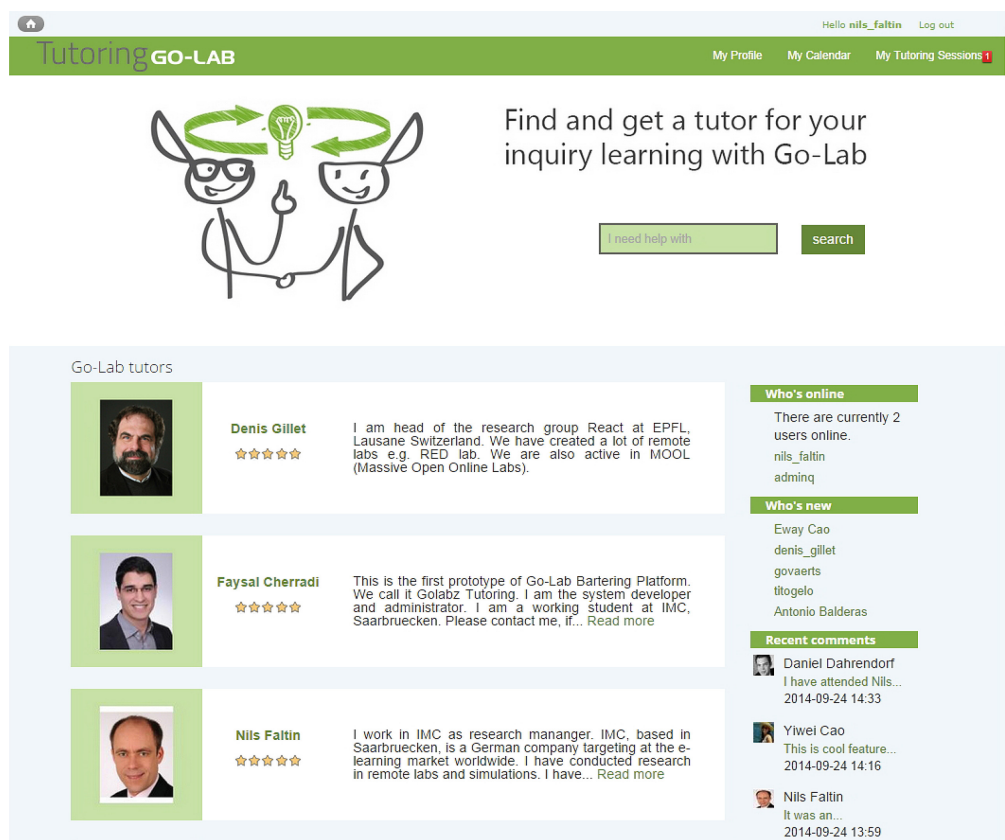 Hello nils_faltin Log out
Tutoring GO-LAB
My Profile My Calendar My Tutoring Sessions 1
Find and get a tutor for your
inquiry learning with Go-Lab
I need help with
search
Go-Lab tutors
Denis Gillet
I am head of the research group React at EPFL,
Lausane Switzerland. We have created a lot of remote
labs e.g. RED lab. We are also active in MOOL
(Massive Open Online Labs).
Faysal Cherradi
This is the first prototype of Go-Lab Bartering Platform.
We call it Golabz Tutoring. I am the system developer
and administrator. I am a working student at IMC,
Saarbruecken. Please contact me, if... Read more
Nils Faltin
I work in IMC as research mananger. IMC, based in
Saarbruecken, is a German company targeting at the e-
learning market worldwide. I have conducted research
in remote labs and simulations. I have... Read more
Who's online
There are currently 2
users online.
nils_faltin
adminq
Who's new
Eway Cao
denis_gillet
govaerts
titogelo
Antonio Balderas
Recent comments
Daniel Dahrendorf
I have attended Nils...
2014-09-24 14:33
Yiwei Cao
This is cool feature...
2014-09-24 14:16
Nils Faltin
It was an...
2014-09-24 13:59